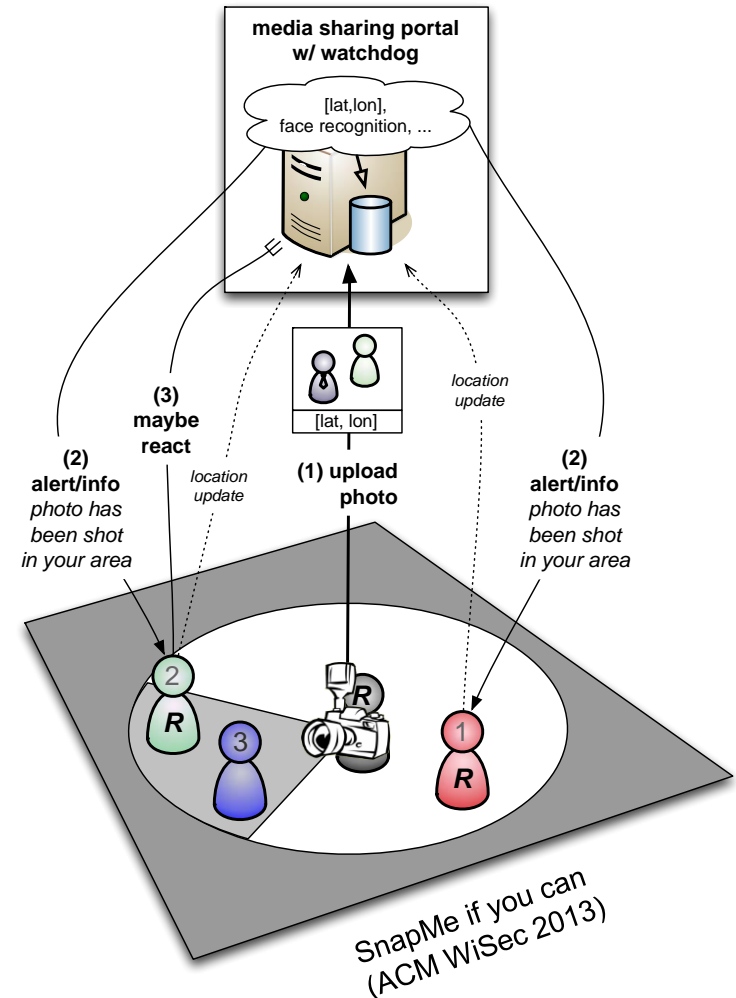 media sharing portal
w/ watchdog
[lat,lon],
face recognition, ...
[lat, lon]
(1) upload
photo
(3)
maybe
react
location
update
location
update
(2)
alert/info
photo has
been shot
in your area
(2)
alert/info
photo has
been shot
in your area
2
R
3
R
1
R
SnapMe if you can
(ACM WiSec 2013)